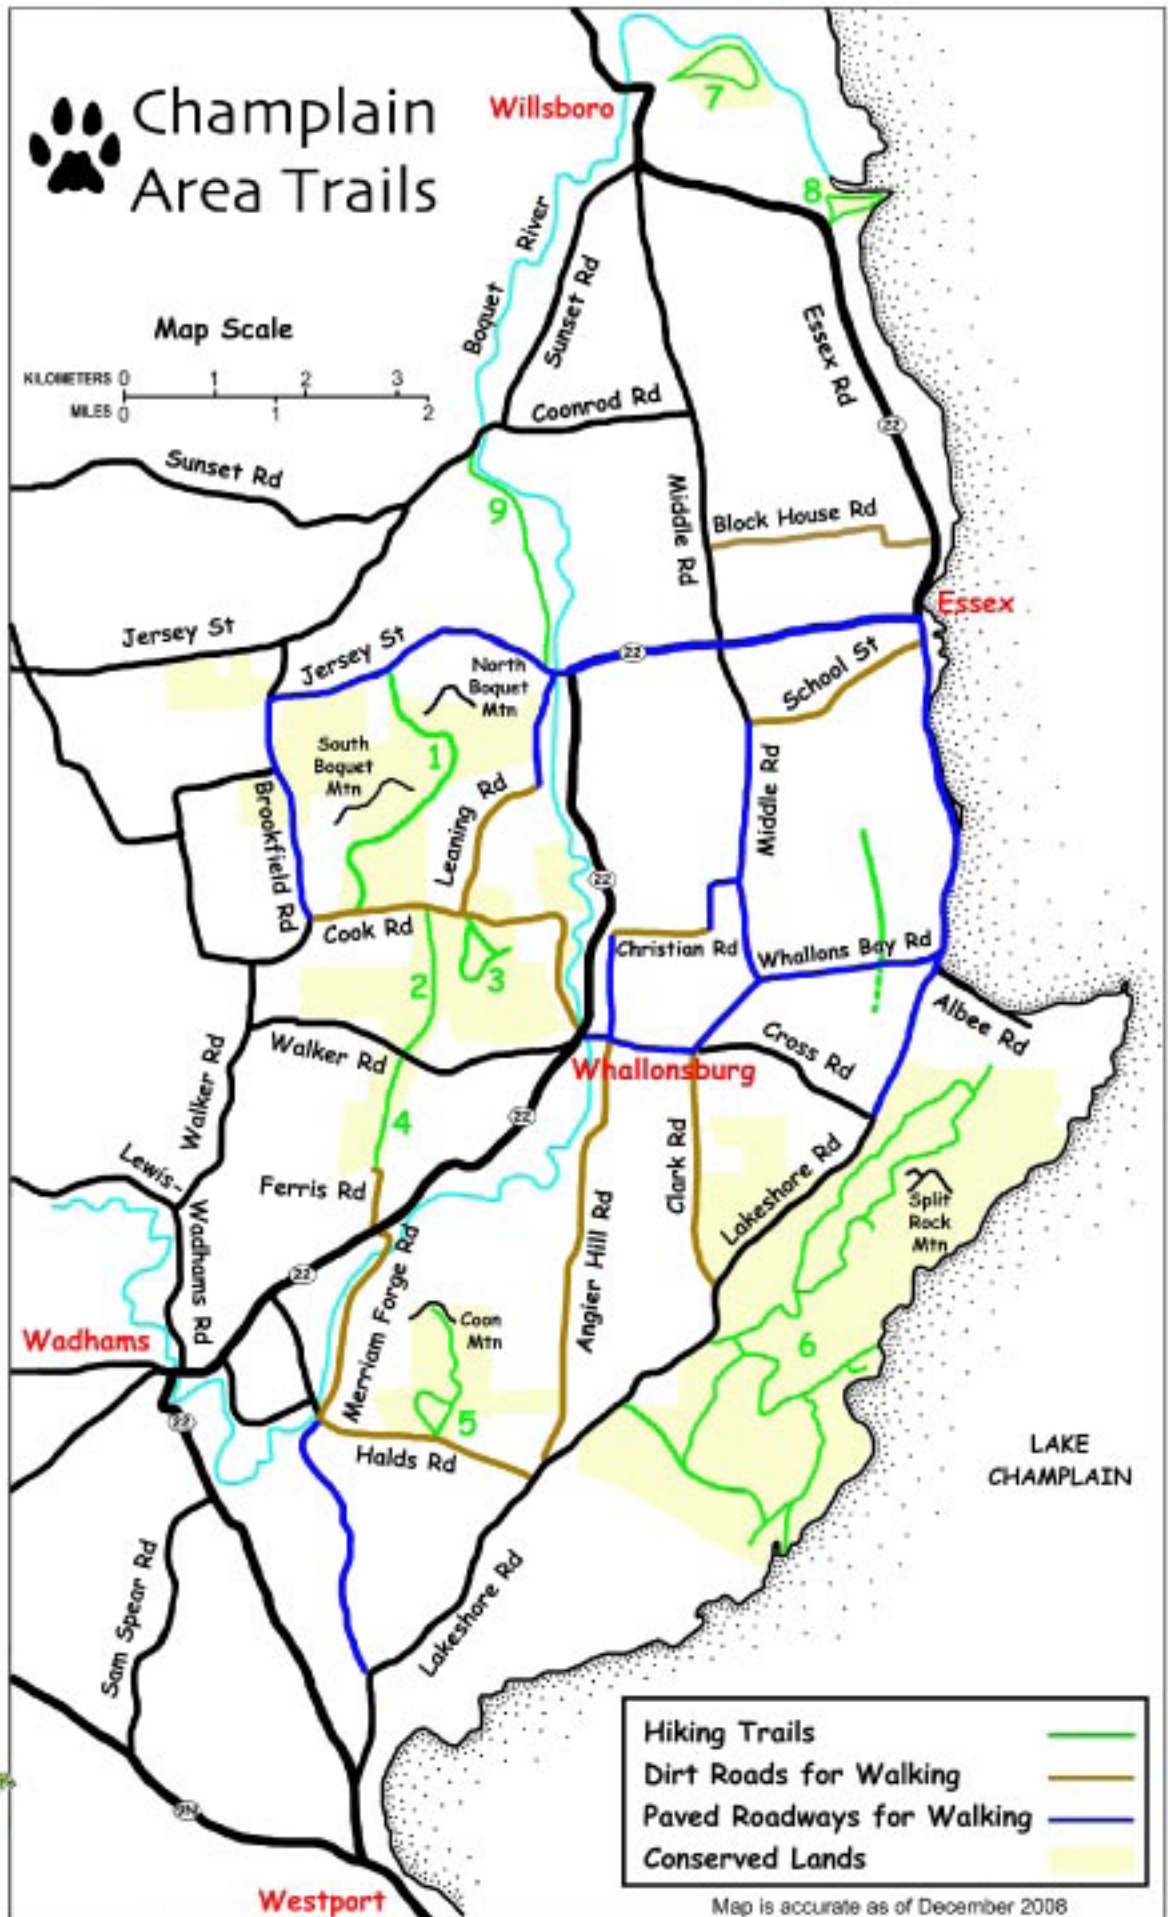 Champlain
Area Trails
Willsboro
7
8
Boquet River
Sunset Rd
Essex Rd
Map Scale
KILOMETERS 0 1 2 3
MILES 0 1 2
Coonrod Rd
22
Sunset Rd
9
Middle Rd
Block House Rd
Essex
Jersey St
Jersey St
22
School St
North
Boquet
Mtn
1
South
Boquet
Mtn
Leaning Rd
Middle Rd
Brookfield Rd
22
Cook Rd
Christian Rd
Whallons Bay Rd
2
3
Albee Rd
Walker Rd
Walker Rd
Cross Rd
Whallonsburg
22
4
Clark Rd
Lewis-
Wadhams Rd
Ferris Rd
Lakeshore Rd
Split
Rock
Mtn
Angier Hill Rd
Merriam Forge Rd
22
Coon
Mtn
Wadhams
6
22
5
Halds Rd
LAKE
CHAMPLAIN
Sam Spear Rd
Lakeshore Rd
9N
Westport
Hiking Trails
Dirt Roads for Walking
Paved Roadways for Walking
Conserved Lands
Map is accurate as of December 2008